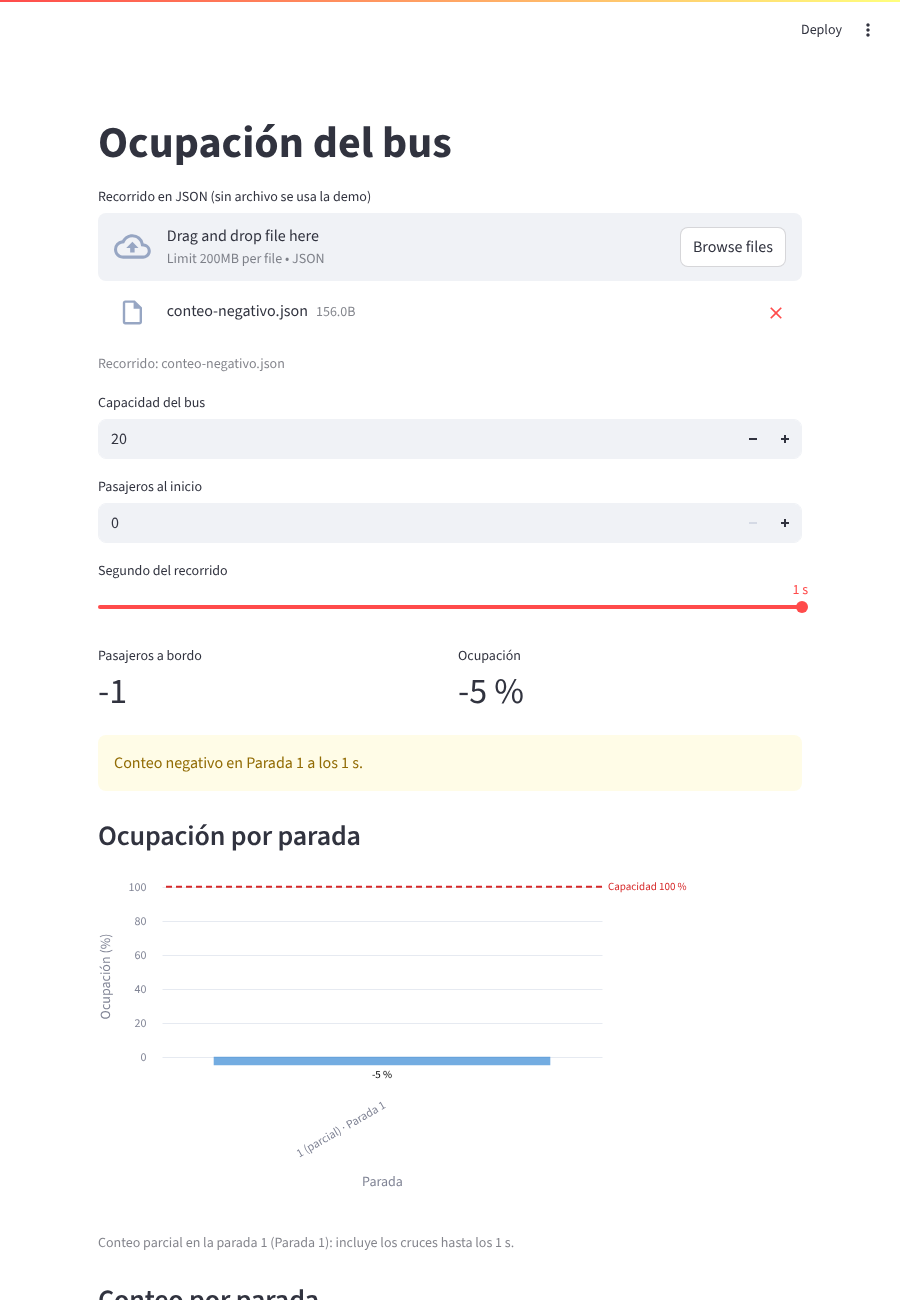 Deploy
Ocupación del bus
Recorrido en JSON (sin archivo se usa la demo)
Drag and drop file here
Limit 200MB per file • JSON
Browse files
conteo-negativo.json 156.0B
Recorrido: conteo-negativo.json
Capacidad del bus
20
Pasajeros al inicio
0
Segundo del recorrido
1 s
Pasajeros a bordo
-1
Ocupación
-5 %
Conteo negativo en Parada 1 a los 1 s.
Ocupación por parada
100
Capacidad 100 %
80
60
40
20
0
Ocupación (%)
-5 %
1 (parcial) · Parada 1
Parada
Conteo parcial en la parada 1 (Parada 1): incluye los cruces hasta los 1 s.
Conteo por parada